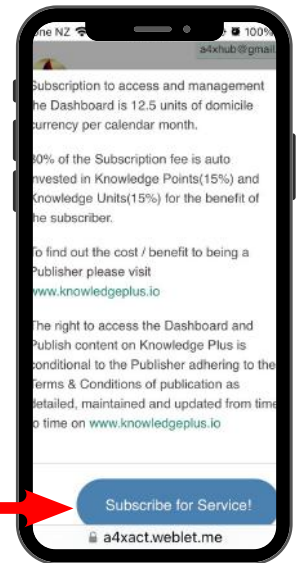 one NZ
100%
a4xhub@gmail.
Subscription to access and management
the Dashboard is 12.5 units of domicile
currency per calendar month.
30% of the Subscription fee is auto
invested in Knowledge Points(15%) and
Knowledge Units(15%) for the benefit of
the subscriber.
To find out the cost / benefit to being a
Publisher please visit
www.knowledgeplus.io
The right to access the Dashboard and
Publish content on Knowledge Plus is
conditional to the Publisher adhering to the
Terms & Conditions of publication as
detailed, maintained and updated from time
to time on www.knowledgeplus.io
Subscribe for Service!
a4xact.weblet.me